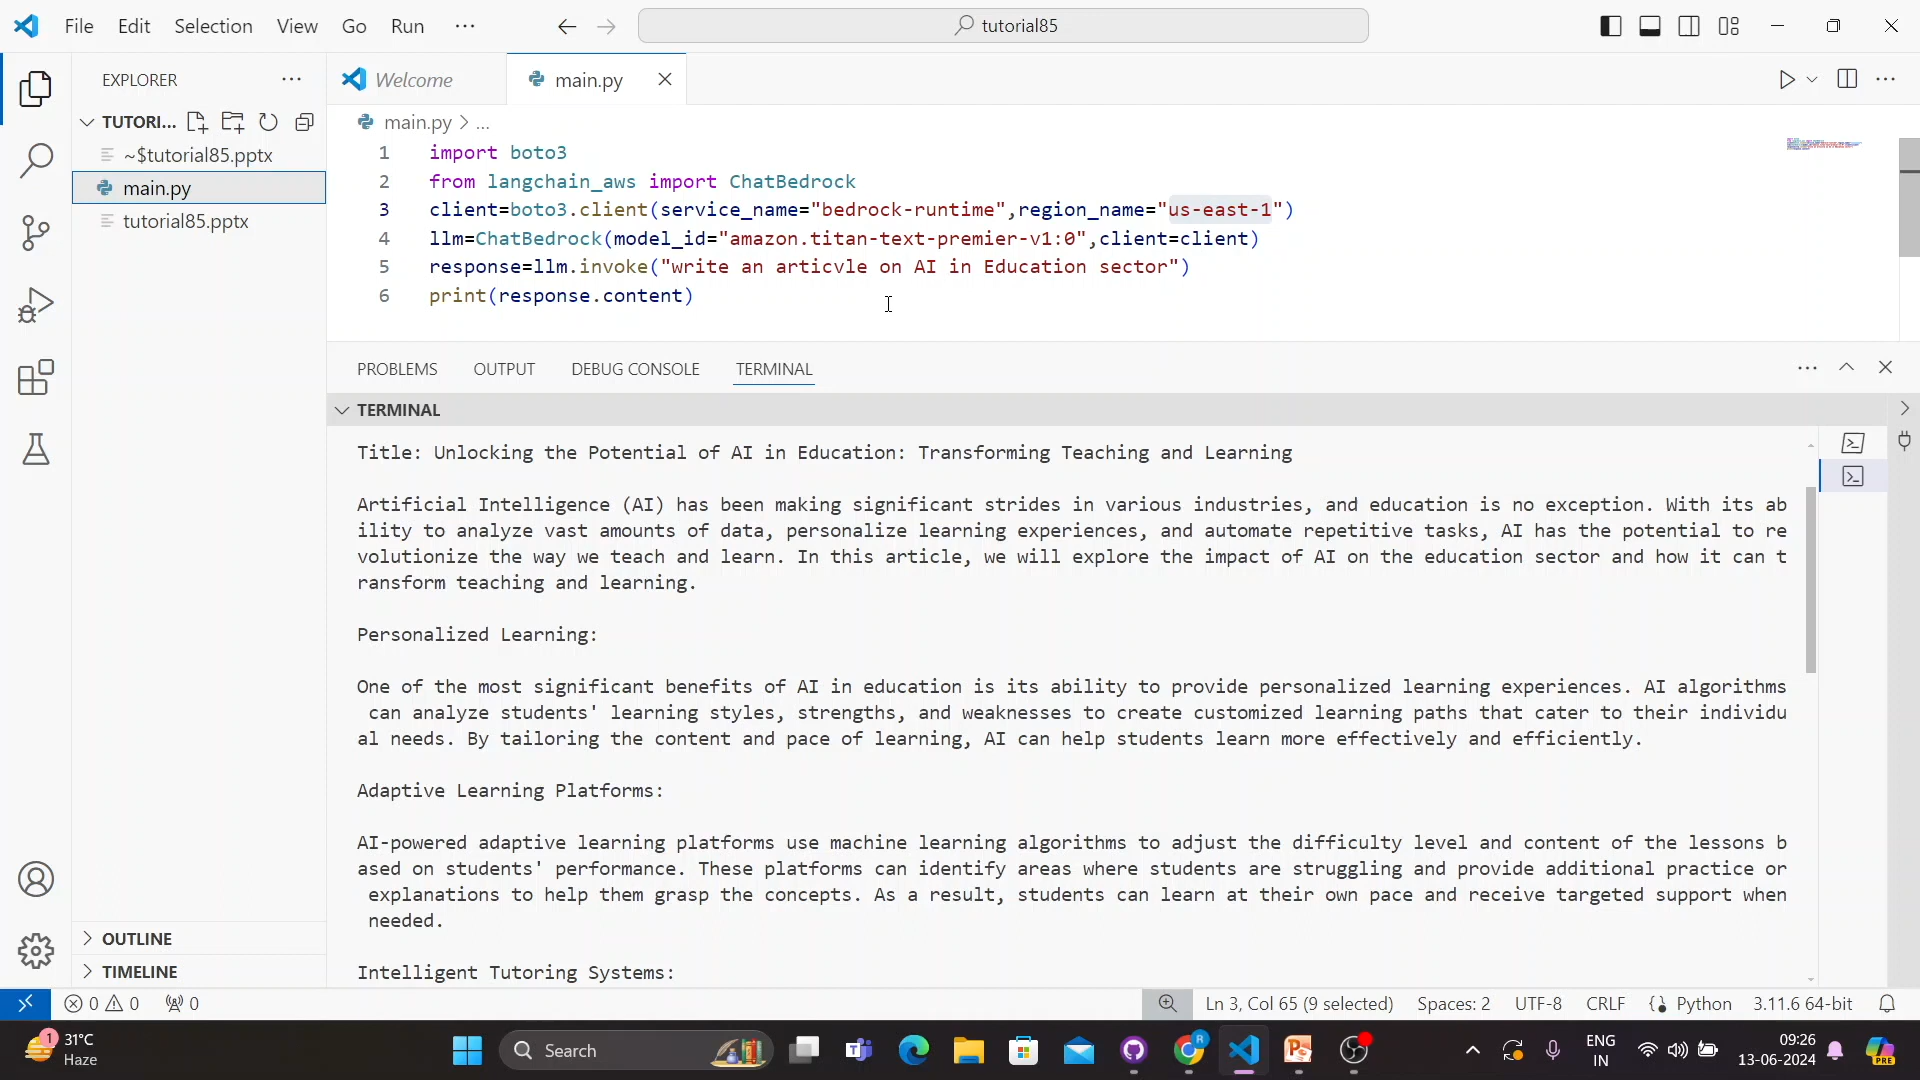 File Edit Selection View Go Run ··· tutorial85
EXPLORER ··· Welcome main.py
TUTORI...
~$tutorial85.pptx
main.py
tutorial85.pptx
main.py > ...
1 import boto3
2 from langchain_aws import ChatBedrock
3 client=boto3.client(service_name="bedrock-runtime",region_name="us-east-1")
4 llm=ChatBedrock(model_id="amazon.titan-text-premier-v1:0",client=client)
5 response=llm.invoke("write an articvle on AI in Education sector")
6 print(response.content)
PROBLEMS OUTPUT DEBUG CONSOLE TERMINAL ···
TERMINAL
Title: Unlocking the Potential of AI in Education: Transforming Teaching and Learning
Artificial Intelligence (AI) has been making significant strides in various industries, and education is no exception. With its ab
ility to analyze vast amounts of data, personalize learning experiences, and automate repetitive tasks, AI has the potential to re
volutionize the way we teach and learn. In this article, we will explore the impact of AI on the education sector and how it can t
ransform teaching and learning.
Personalized Learning:
One of the most significant benefits of AI in education is its ability to provide personalized learning experiences. AI algorithms
can analyze students' learning styles, strengths, and weaknesses to create customized learning paths that cater to their individu
al needs. By tailoring the content and pace of learning, AI can help students learn more effectively and efficiently.
Adaptive Learning Platforms:
AI-powered adaptive learning platforms use machine learning algorithms to adjust the difficulty level and content of the lessons b
ased on students' performance. These platforms can identify areas where students are struggling and provide additional practice or
explanations to help them grasp the concepts. As a result, students can learn at their own pace and receive targeted support when
needed.
Intelligent Tutoring Systems:
OUTLINE
TIMELINE
0 0 0 Ln 3, Col 65 (9 selected) Spaces: 2 UTF-8 CRLF Python 3.11.6 64-bit
1 31°C
Haze
Search
ENG
IN
09:26
13-06-2024
PRE